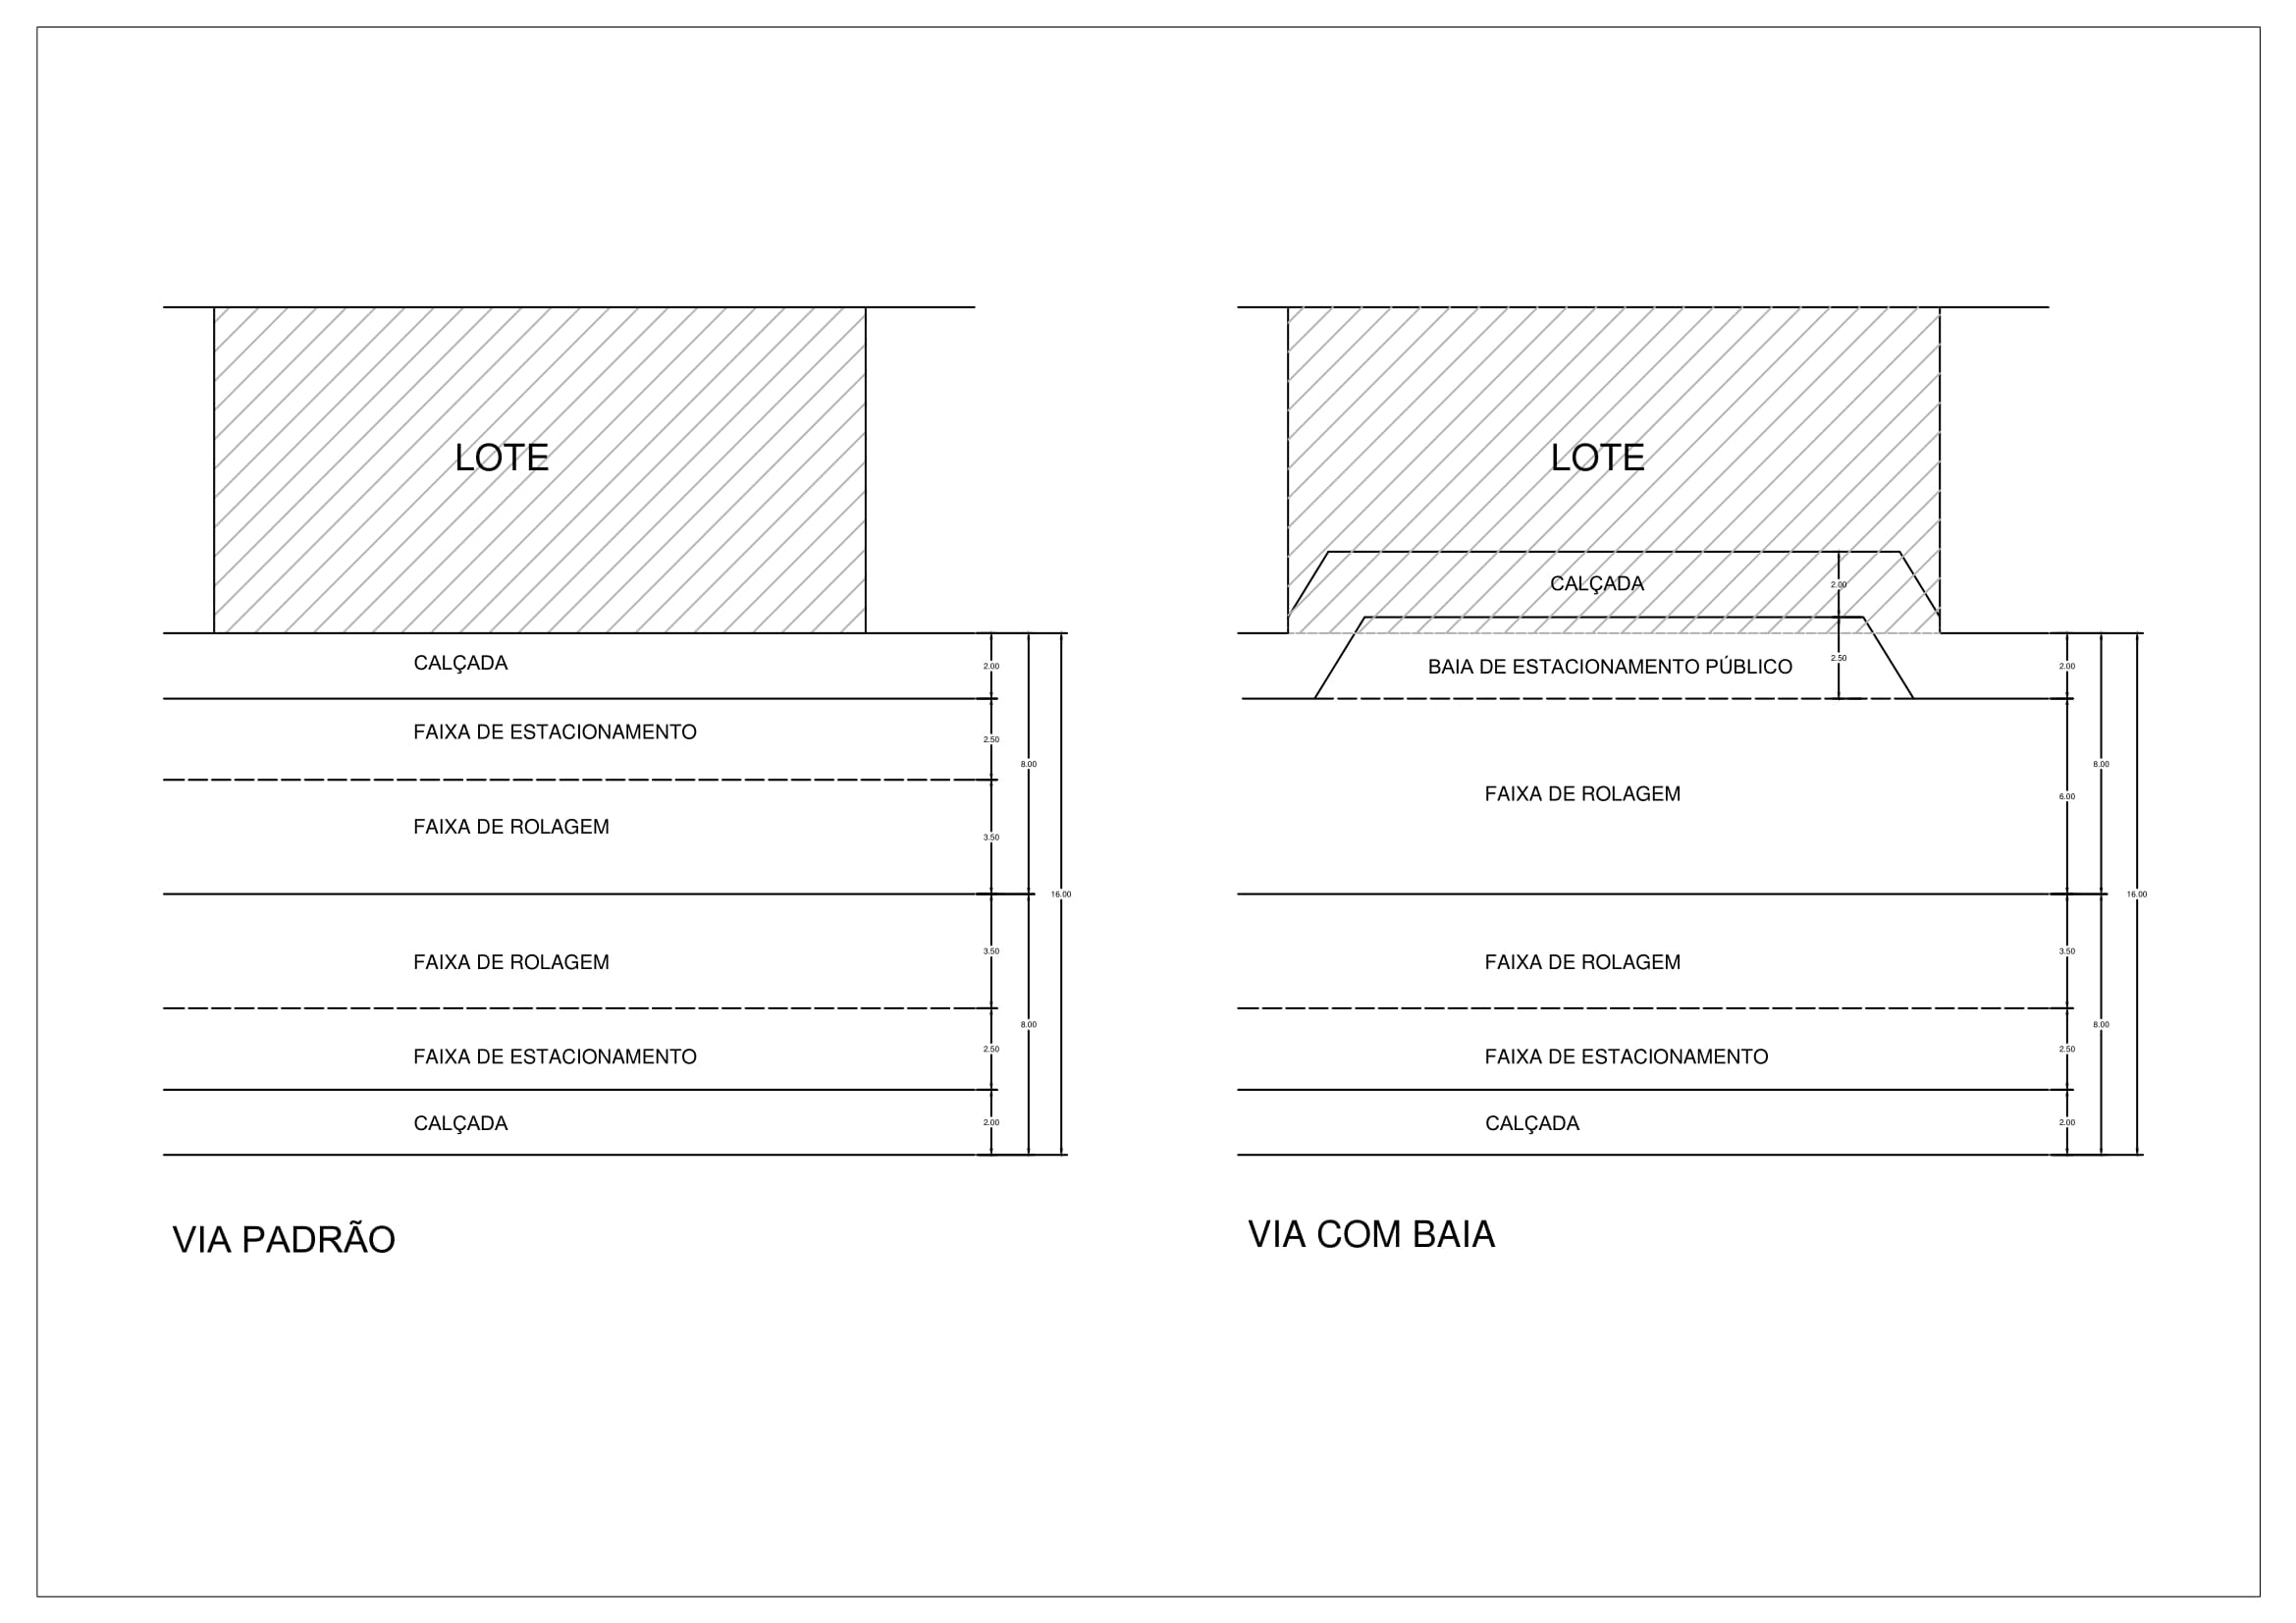 LOTE
CALÇADA
2.00
FAIXA DE ESTACIONAMENTO
2.50
8.00
FAIXA DE ROLAGEM
3.50
16.00
FAIXA DE ROLAGEM
3.50
8.00
FAIXA DE ESTACIONAMENTO
2.50
CALÇADA
2.00
VIA PADRÃO
LOTE
CALÇADA
2.00
BAIA DE ESTACIONAMENTO PÚBLICO
2.50
2.00
8.00
FAIXA DE ROLAGEM
6.00
16.00
FAIXA DE ROLAGEM
3.50
8.00
FAIXA DE ESTACIONAMENTO
2.50
CALÇADA
2.00
VIA COM BAIA